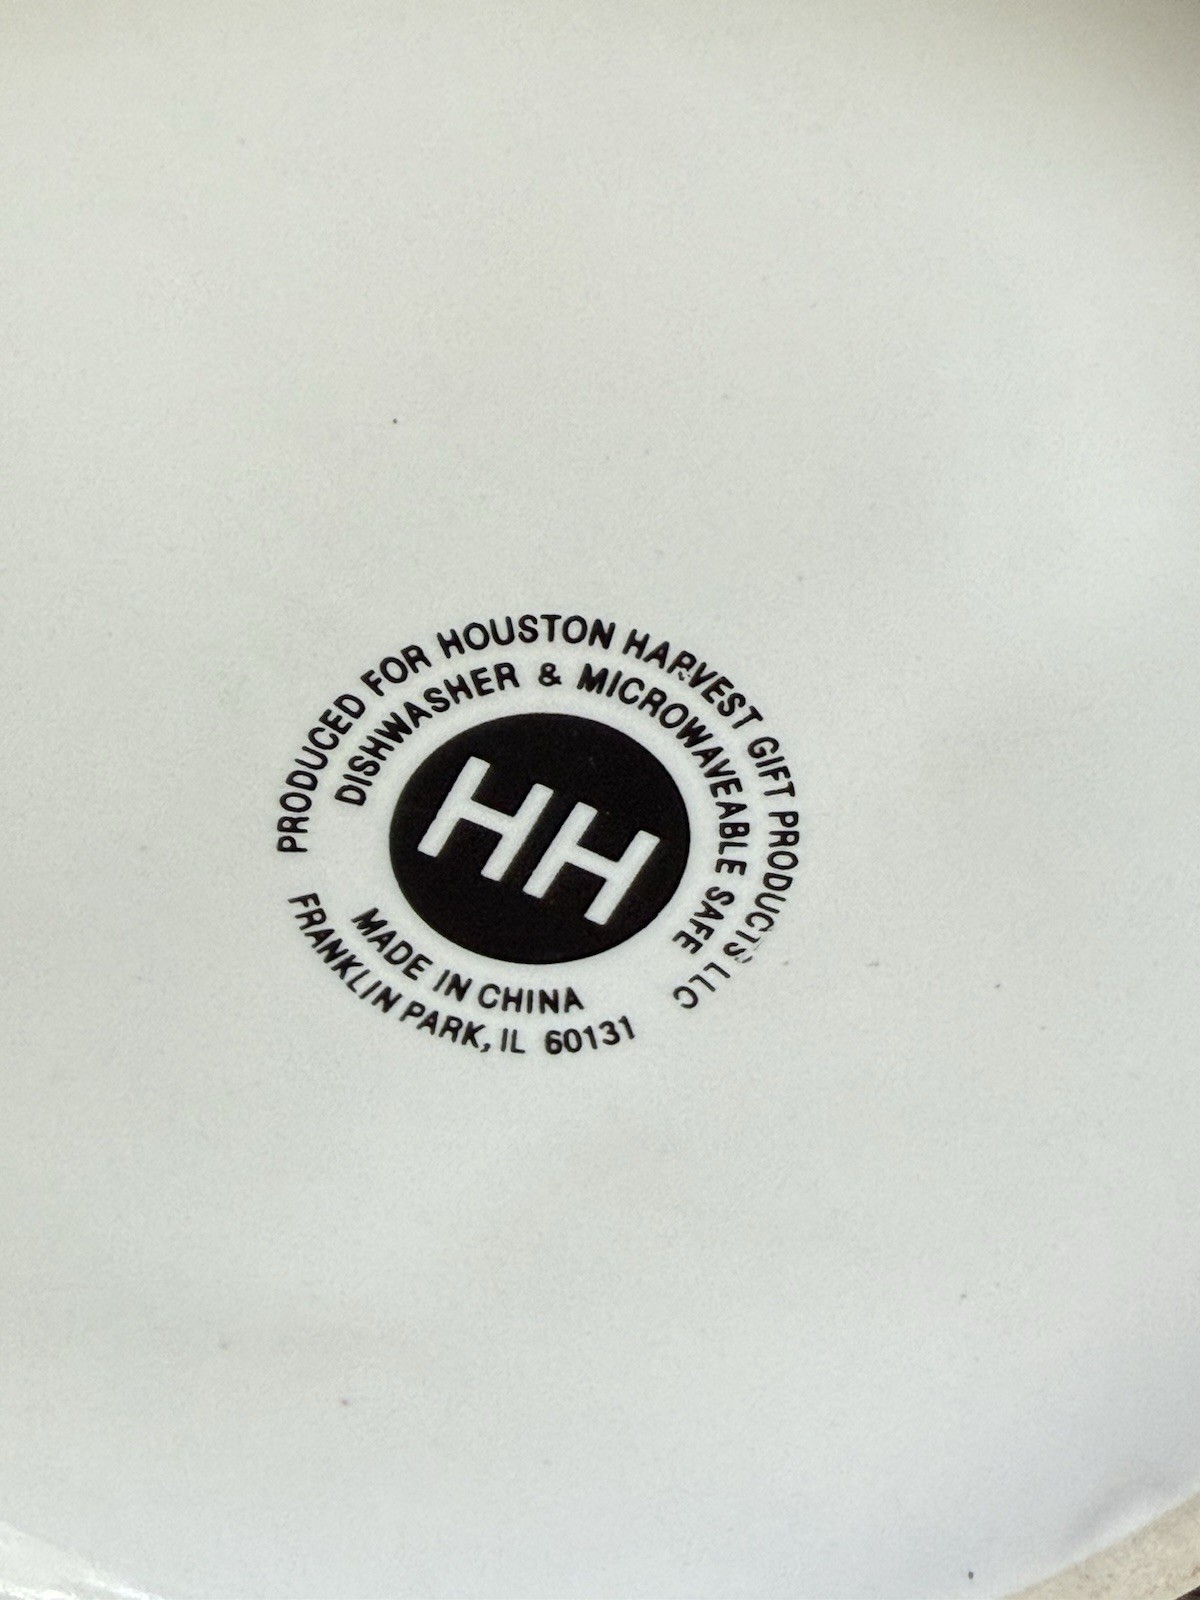 PRODUCED FOR HOUSTON HARVEST GIFT PRODUCTS LLC
DISHWASHER & MICROWAVEABLE SAFE
HH
MADE IN CHINA
FRANKLIN PARK, IL 60131